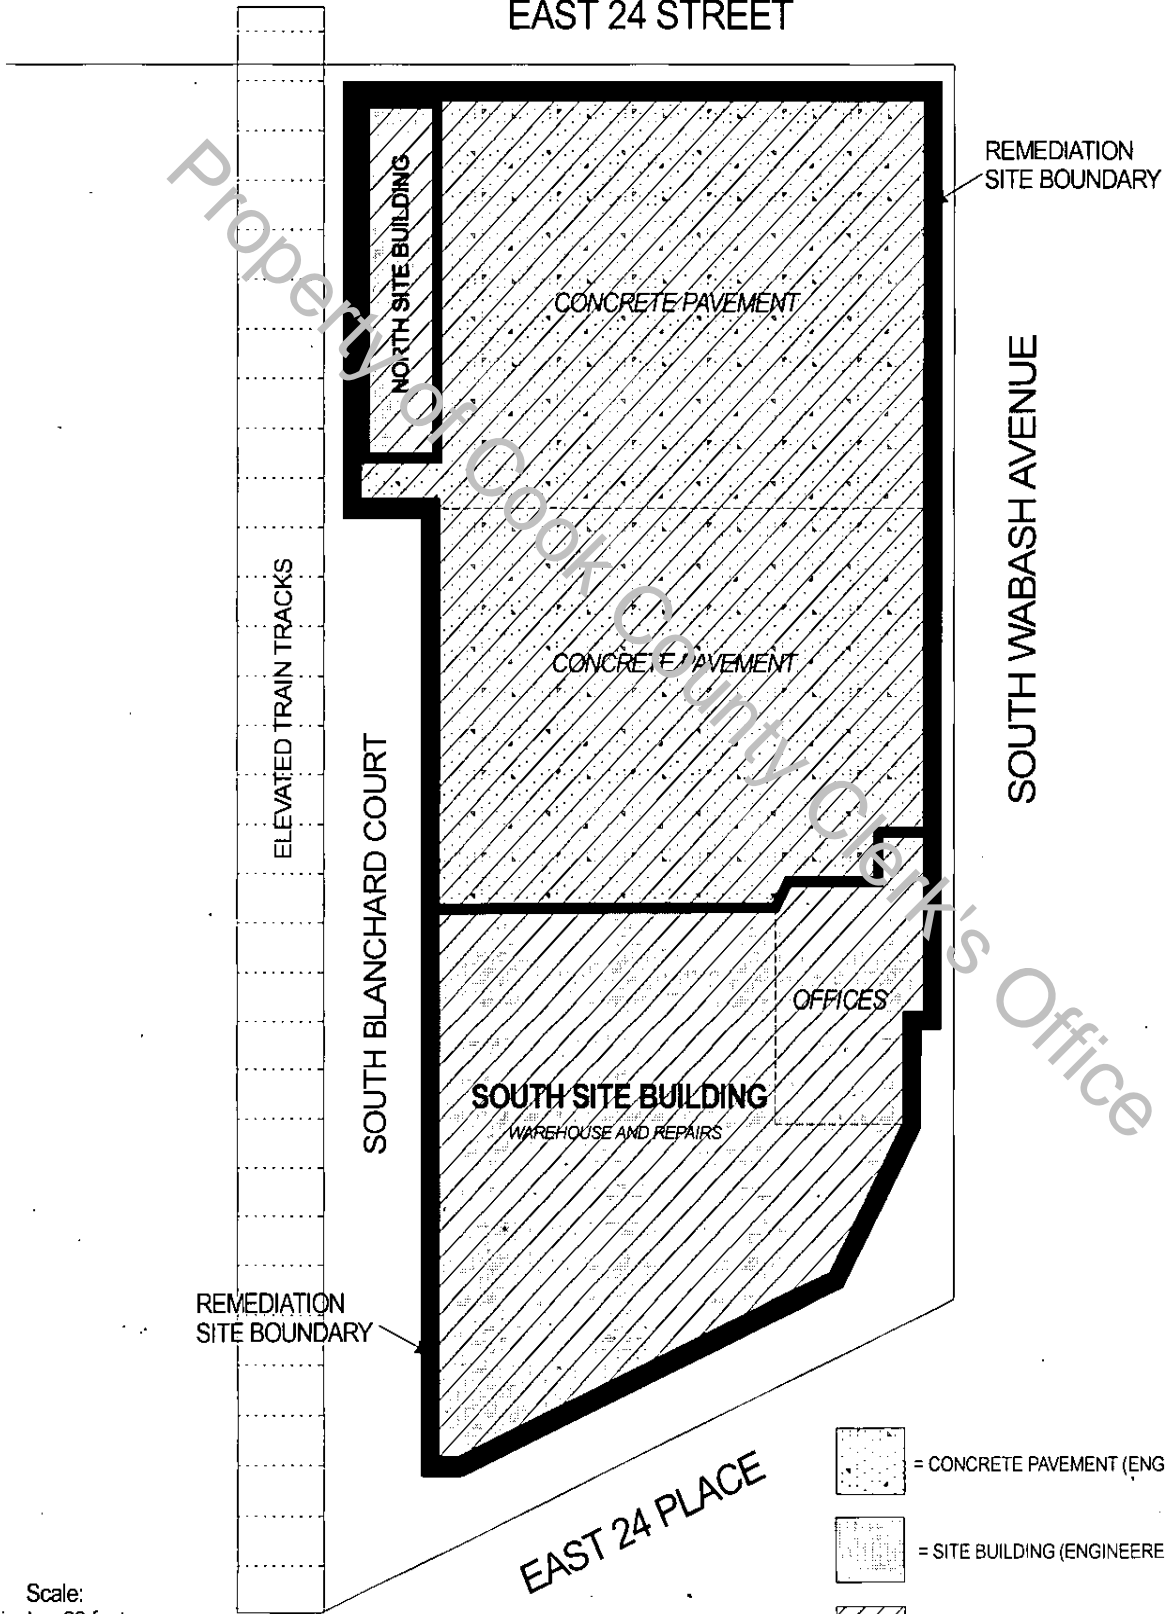 EAST 24 STREET
REMEDIATION
SITE BOUNDARY
NORTH SITE BUILDING
CONCRETE PAVEMENT
SOUTH WABASH AVENUE
ELEVATED TRAIN TRACKS
CONCRETE PAVEMENT
SOUTH BLANCHARD COURT
OFFICES
SOUTH SITE BUILDING
WAREHOUSE AND REPAIRS
REMEDIATION
SITE BOUNDARY
EAST 24 PLACE
= CONCRETE PAVEMENT (ENG
= SITE BUILDING (ENGINEERE
Scale:
Property of Cook County Clerk's Office